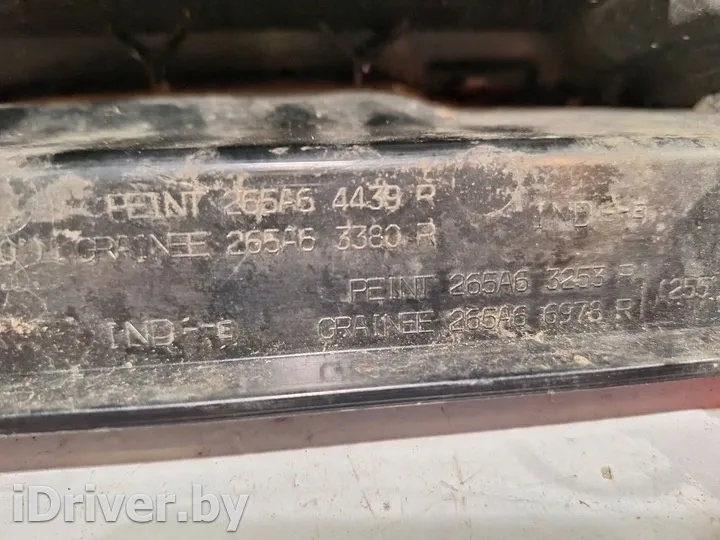 PEINT 265A6 4439 R
GRAINEE 265A6 3380 R
IND--B
PEINT 265A6 3253 R
GRAINEE 265A6 6978 R
IND--B
iDriver.by